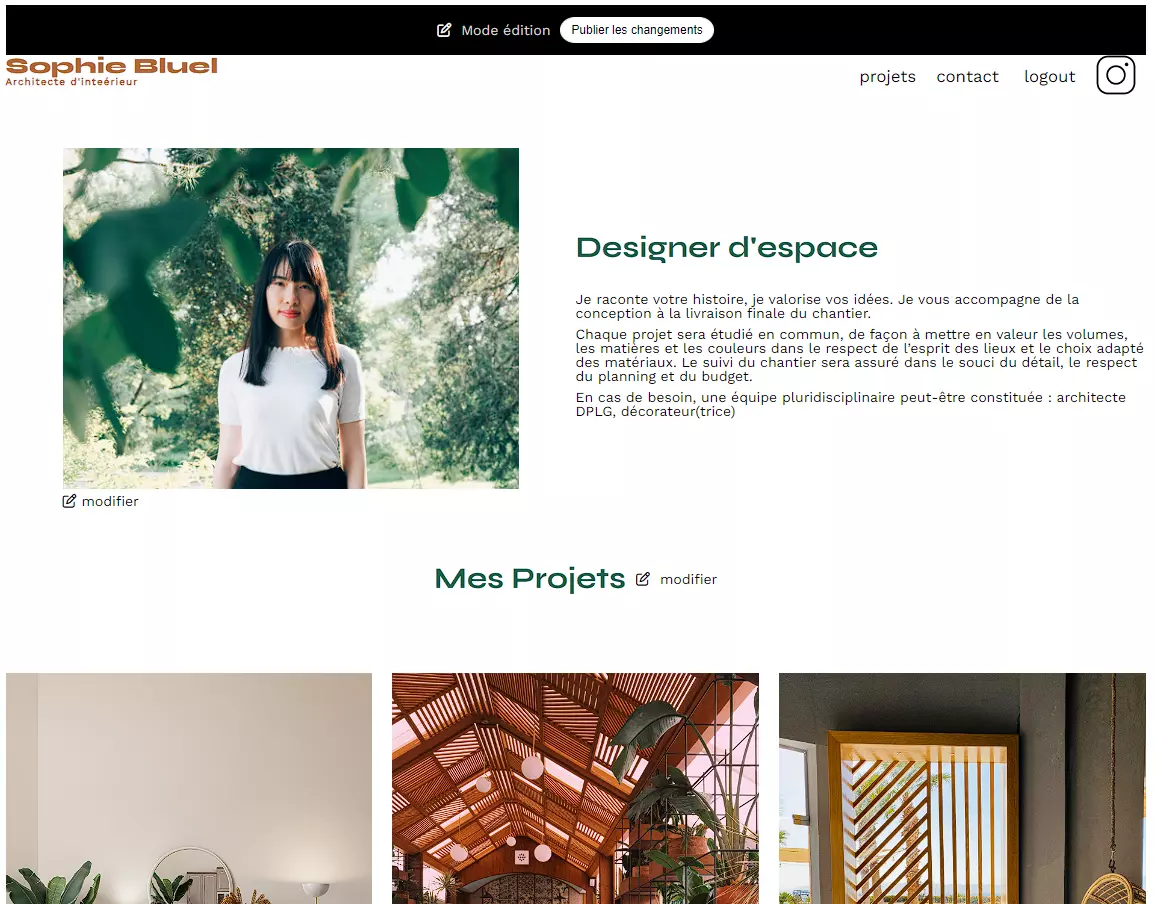 Mode édition Publier les changements
Sophie Bluel
Architecte d'inteérieur
projets contact logout
Designer d'espace
Je raconte votre histoire, je valorise vos idées. Je vous accompagne de la
conception à la livraison finale du chantier.
Chaque projet sera étudié en commun, de façon à mettre en valeur les volumes,
les matières et les couleurs dans le respect de l’esprit des lieux et le choix adapté
des matériaux. Le suivi du chantier sera assuré dans le souci du détail, le respect
du planning et du budget.
En cas de besoin, une équipe pluridisciplinaire peut-être constituée : architecte
DPLG, décorateur(trice)
modifier
Mes Projets modifier